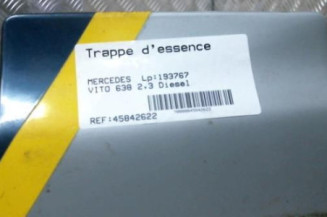 Trappe d'essence
MERCEDES Lp:193767
VITO 638 2.3 Diesel
REF:45842622